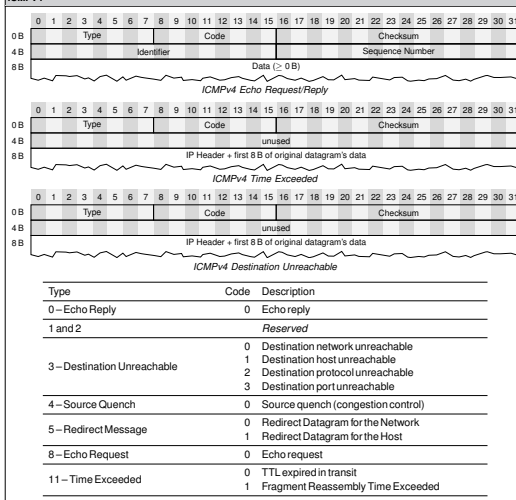 0 1 2 3 4 5 6 7 8 9 10 11 12 13 14 15 16 17 18 19 20 21 22 23 24 25 26 27 28 29 30 31
0 B Type Code Checksum
4 B Identifier Sequence Number
8 B Data (≥ 0 B)
ICMPv4 Echo Request/Reply
0 1 2 3 4 5 6 7 8 9 10 11 12 13 14 15 16 17 18 19 20 21 22 23 24 25 26 27 28 29 30 31
0 B Type Code Checksum
4 B unused
8 B IP Header + first 8 B of original datagram's data
ICMPv4 Time Exceeded
0 1 2 3 4 5 6 7 8 9 10 11 12 13 14 15 16 17 18 19 20 21 22 23 24 25 26 27 28 29 30 31
0 B Type Code Checksum
4 B unused
8 B IP Header + first 8 B of original datagram's data
ICMPv4 Destination Unreachable
Type Code Description
0 – Echo Reply 0 Echo reply
1 and 2 Reserved
0 Destination network unreachable
1 Destination host unreachable
3 – Destination Unreachable
2 Destination protocol unreachable
3 Destination port unreachable
4 – Source Quench 0 Source quench (congestion control)
5 – Redirect Message
0 Redirect Datagram for the Network
1 Redirect Datagram for the Host
8 – Echo Request 0 Echo request
11 – Time Exceeded
0 TTL expired in transit
1 Fragment Reassembly Time Exceeded